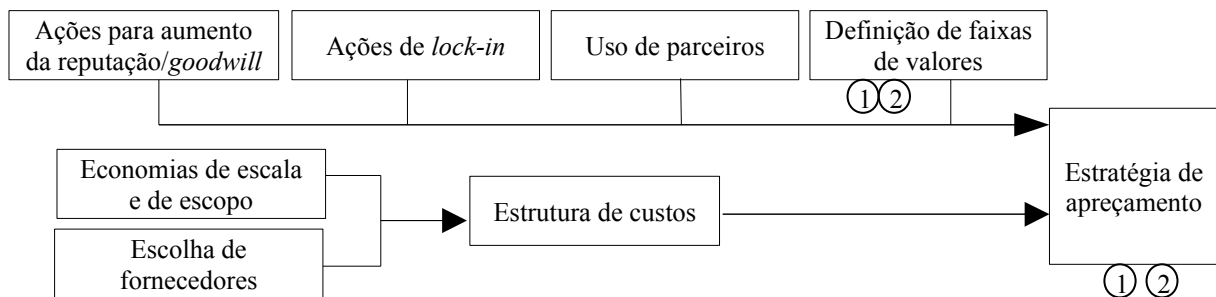 Ações para aumento
da reputação/goodwill
Ações de lock-in
Uso de parceiros
Definição de faixas
de valores
1 2
Economias de escala
e de escopo
Escolha de
fornecedores
Estrutura de custos
Estratégia de
apreçamento
1 2